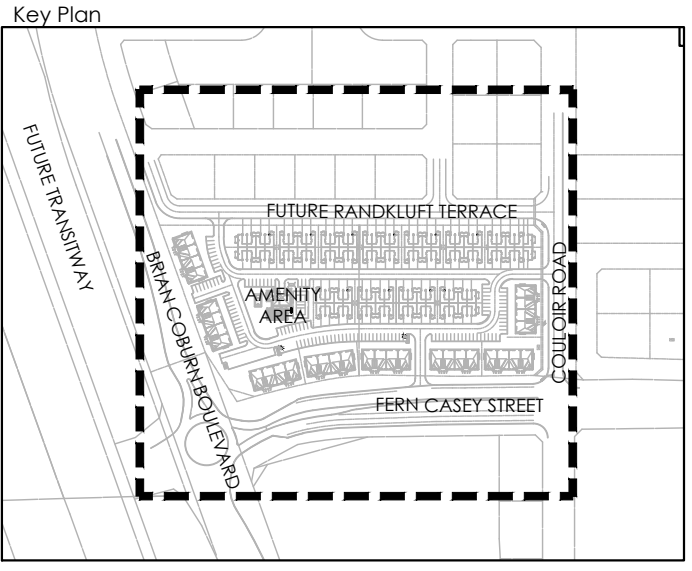 Key Plan
FUTURE TRANSITWAY
FUTURE RANDKLUFT TERRACE
BRIAN COBURN BOULEVARD
AMENITY
AREA
COULOIR ROAD
FERN CASEY STREET